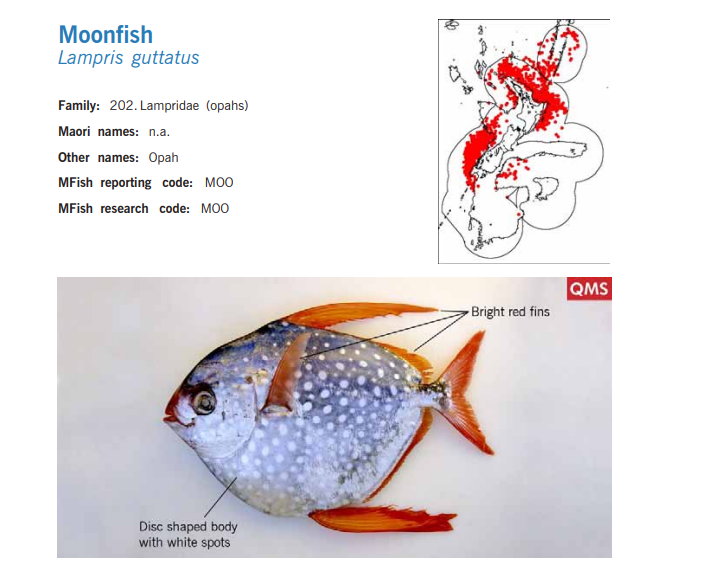 Moonfish
Lampris guttatus
Family: 202. Lampridae (opahs)
Maori names: n.a.
Other names: Opah
MFish reporting code: MOO
MFish research code: MOO
QMS
Bright red fins
Disc shaped body
with white spots